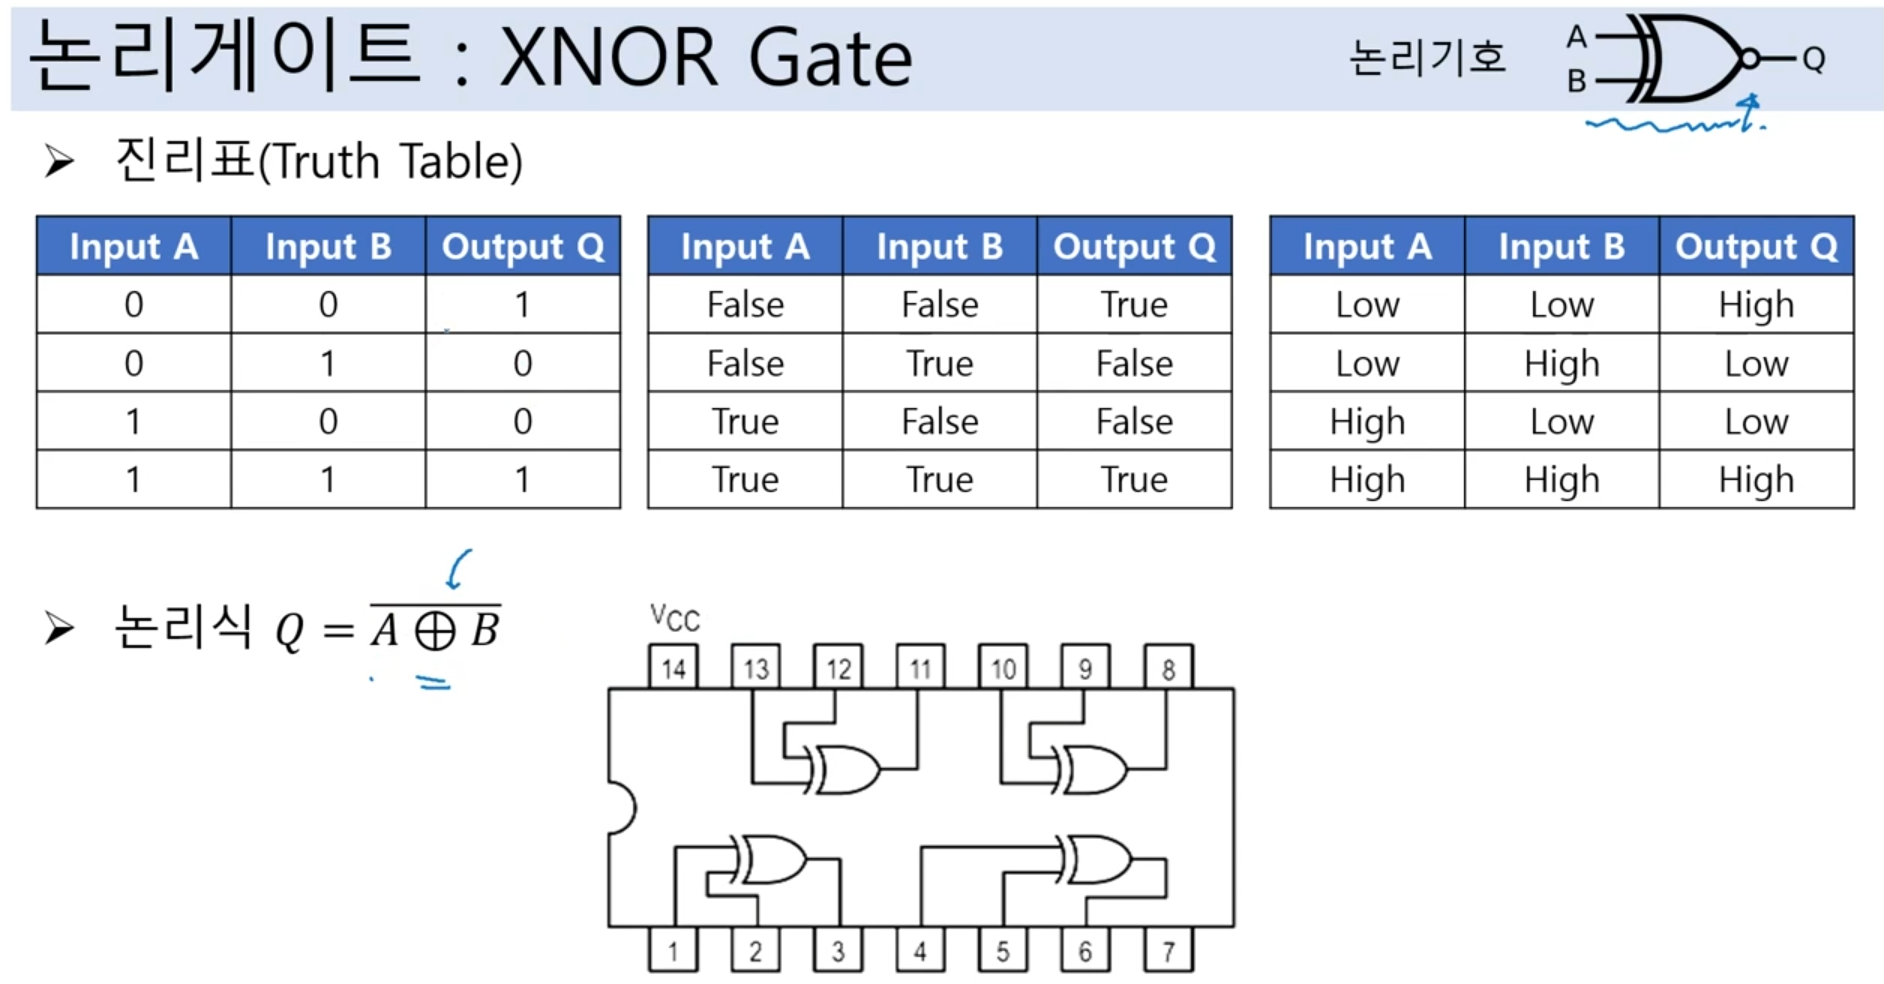 논리게이트 : XNOR Gate
논리기호
A
B
Q
➢ 진리표(Truth Table)
Input A Input B Output Q
0 0 1
0 1 0
1 0 0
1 1 1
Input A Input B Output Q
False False True
False True False
True False False
True True True
Input A Input B Output Q
Low Low High
Low High Low
High Low Low
High High High
➢ 논리식 Q = \overline{A ⊕ B}
VCC
14 13 12 11 10 9 8
1 2 3 4 5 6 7